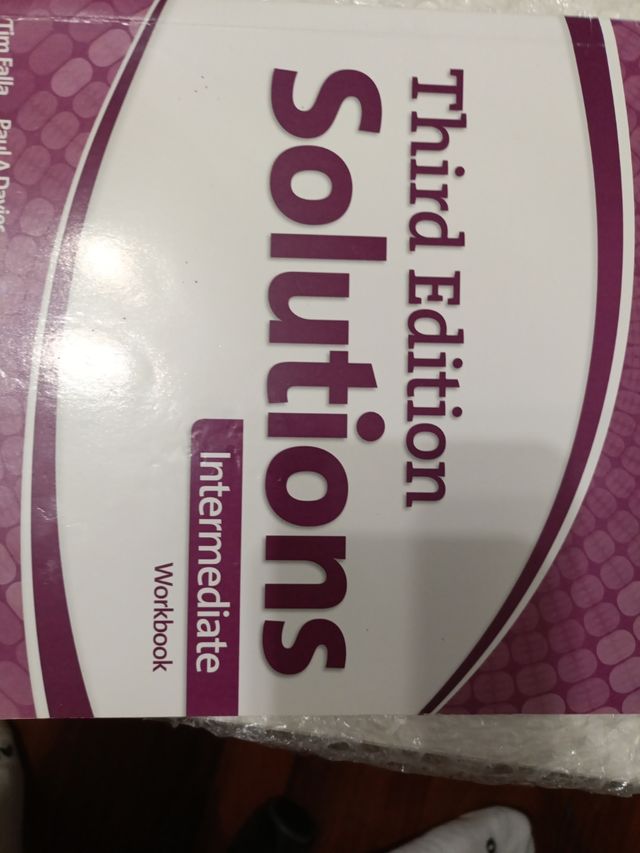 Third Edition
Solutions
Intermediate
Workbook
Tim Falla Paul A Davies